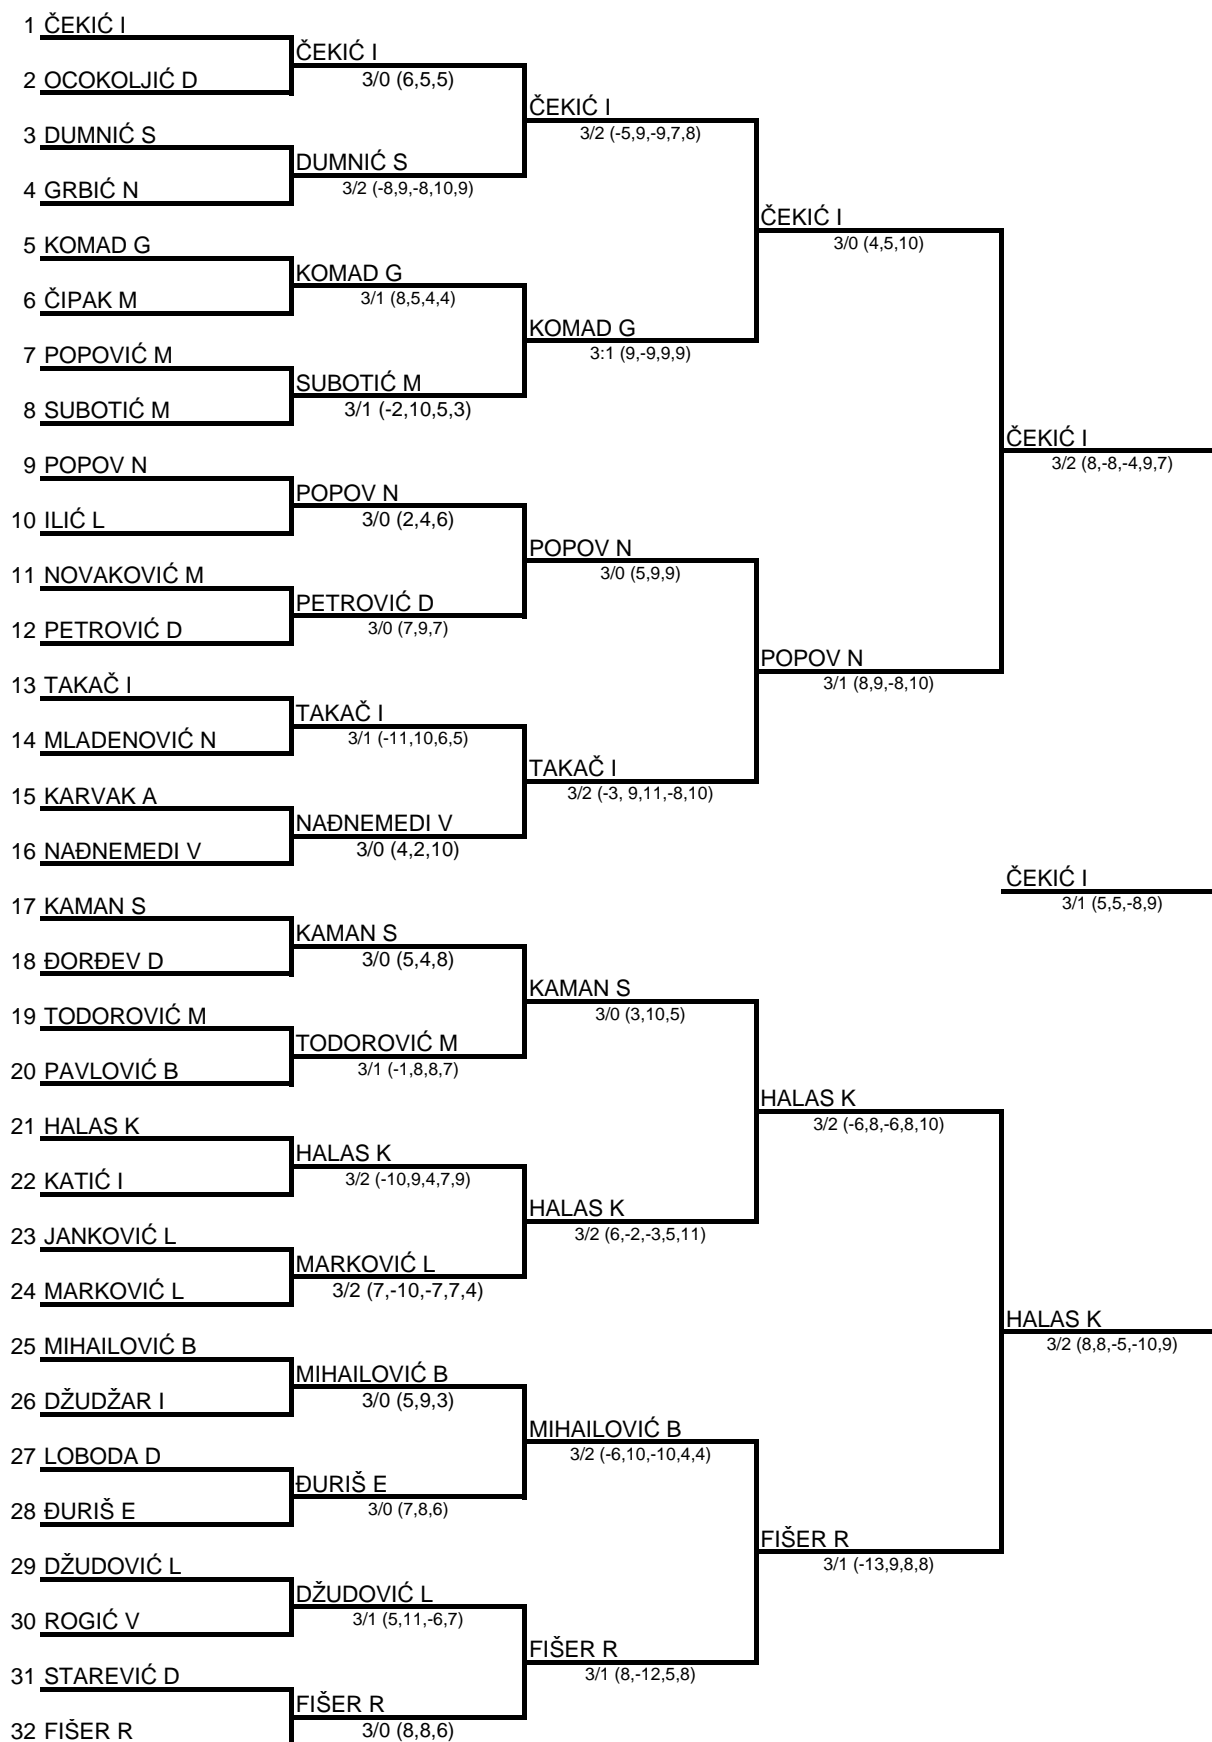 1 ČEKIĆ I
2 OCOKOLJIĆ D
3 DUMNIĆ S
4 GRBIĆ N
5 KOMAD G
6 ČIPAK M
7 POPOVIĆ M
8 SUBOTIĆ M
9 POPOV N
10 ILIĆ L
11 NOVAKOVIĆ M
12 PETROVIĆ D
13 TAKAČ I
14 MLADENOVIĆ N
15 KARVAK A
16 NAĐNEMEDI V
17 KAMAN S
18 ĐORĐEV D
19 TODOROVIĆ M
20 PAVLOVIĆ B
21 HALAS K
22 KATIĆ I
23 JANKOVIĆ L
24 MARKOVIĆ L
25 MIHAILOVIĆ B
26 DŽUDŽAR I
27 LOBODA D
28 ĐURIŠ E
29 DŽUDOVIĆ L
30 ROGIĆ V
31 STAREVIĆ D
32 FIŠER R
ČEKIĆ I
3/0 (6,5,5)
DUMNIĆ S
3/2 (-8,9,-8,10,9)
KOMAD G
3/1 (8,5,4,4)
SUBOTIĆ M
3/1 (-2,10,5,3)
POPOV N
3/0 (2,4,6)
PETROVIĆ D
3/0 (7,9,7)
TAKAČ I
3/1 (-11,10,6,5)
NAĐNEMEDI V
3/0 (4,2,10)
KAMAN S
3/0 (5,4,8)
TODOROVIĆ M
3/1 (-1,8,8,7)
HALAS K
3/2 (-10,9,4,7,9)
MARKOVIĆ L
3/2 (7,-10,-7,7,4)
MIHAILOVIĆ B
3/0 (5,9,3)
ĐURIŠ E
3/0 (7,8,6)
DŽUDOVIĆ L
3/1 (5,11,-6,7)
FIŠER R
3/0 (8,8,6)
ČEKIĆ I
3/2 (-5,9,-9,7,8)
KOMAD G
3:1 (9,-9,9,9)
POPOV N
3/0 (5,9,9)
TAKAČ I
3/2 (-3, 9,11,-8,10)
KAMAN S
3/0 (3,10,5)
HALAS K
3/2 (6,-2,-3,5,11)
MIHAILOVIĆ B
3/2 (-6,10,-10,4,4)
FIŠER R
3/1 (8,-12,5,8)
ČEKIĆ I
3/0 (4,5,10)
POPOV N
3/1 (8,9,-8,10)
HALAS K
3/2 (-6,8,-6,8,10)
FIŠER R
3/1 (-13,9,8,8)
ČEKIĆ I
3/2 (8,-8,-4,9,7)
ČEKIĆ I
3/1 (5,5,-8,9)
HALAS K
3/2 (8,8,-5,-10,9)